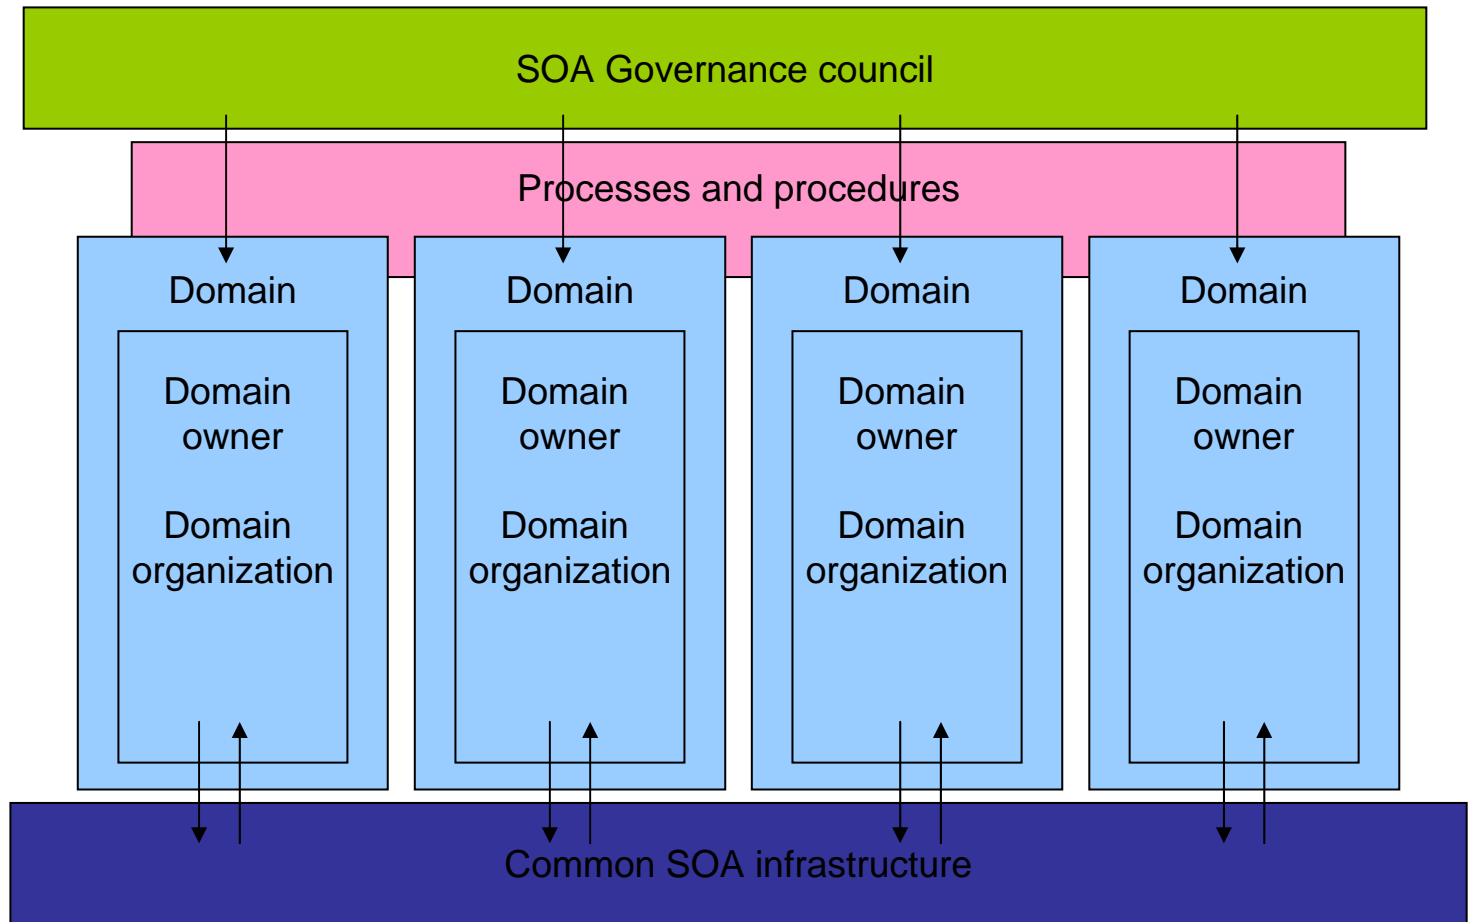 SOA Governance council
Processes and procedures
Domain
Domain
Domain
Domain
Domain
owner
Domain
organization
Domain
owner
Domain
organization
Domain
owner
Domain
organization
Domain
owner
Domain
organization
Common SOA infrastructure